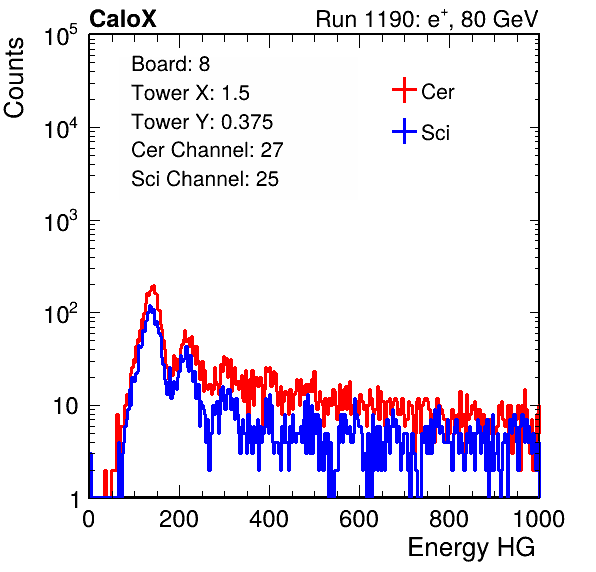 CaloX Run 1190: e+, 80 GeV
Counts
Board: 8
Tower X: 1.5
Tower Y: 0.375
Cer Channel: 27
Sci Channel: 25
Cer
Sci
10^5
10^4
10^3
10^2
10
1
0 200 400 600 800 1000
Energy HG